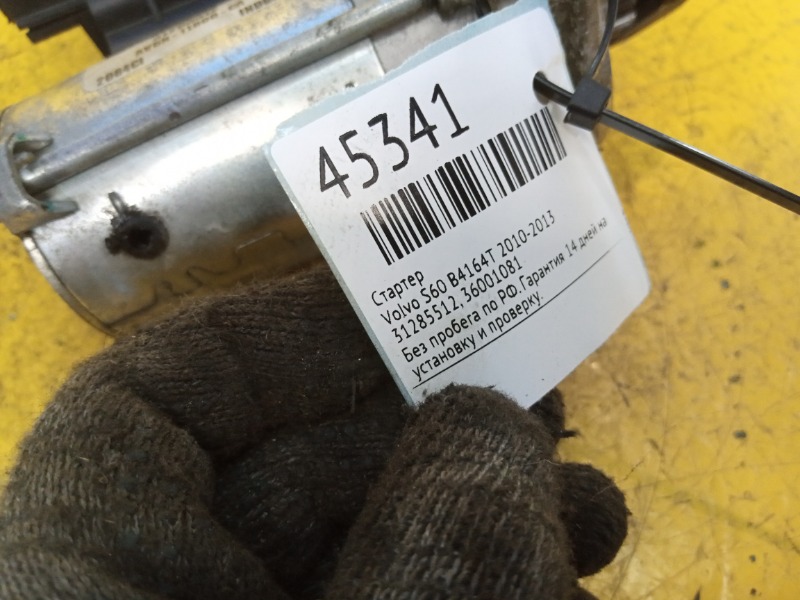 45341
Стартер
Volvo S60 B4164T 2010-2013
31285512, 36001081
Без пробега по РФ.Гарантия 14 дней на
установку и проверку.